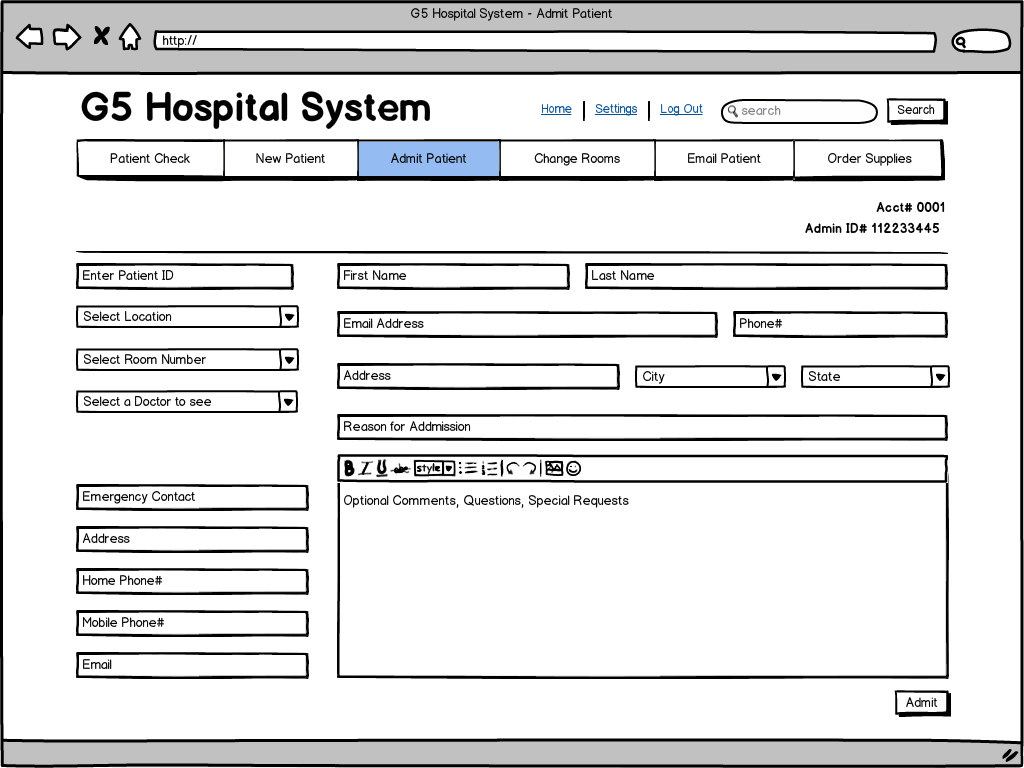 G5 Hospital System - Admit Patient
http://
G5 Hospital System
Home | Settings | Log Out
search
Search
Patient Check
New Patient
Admit Patient
Change Rooms
Email Patient
Order Supplies
Acct# 0001
Admin ID# 112233445
Enter Patient ID
First Name
Last Name
Select Location
Email Address
Phone#
Select Room Number
Address
City
State
Select a Doctor to see
Reason for Addmission
B I U abc style
Optional Comments, Questions, Special Requests
Emergency Contact
Address
Home Phone#
Mobile Phone#
Email
Admit